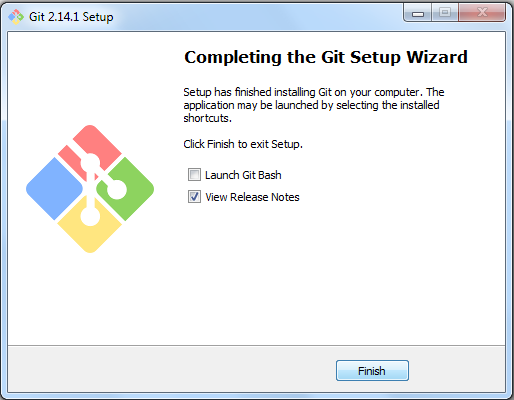 Git 2.14.1 Setup
Completing the Git Setup Wizard
Setup has finished installing Git on your computer. The
application may be launched by selecting the installed
shortcuts.
Click Finish to exit Setup.
Launch Git Bash
View Release Notes
Finish